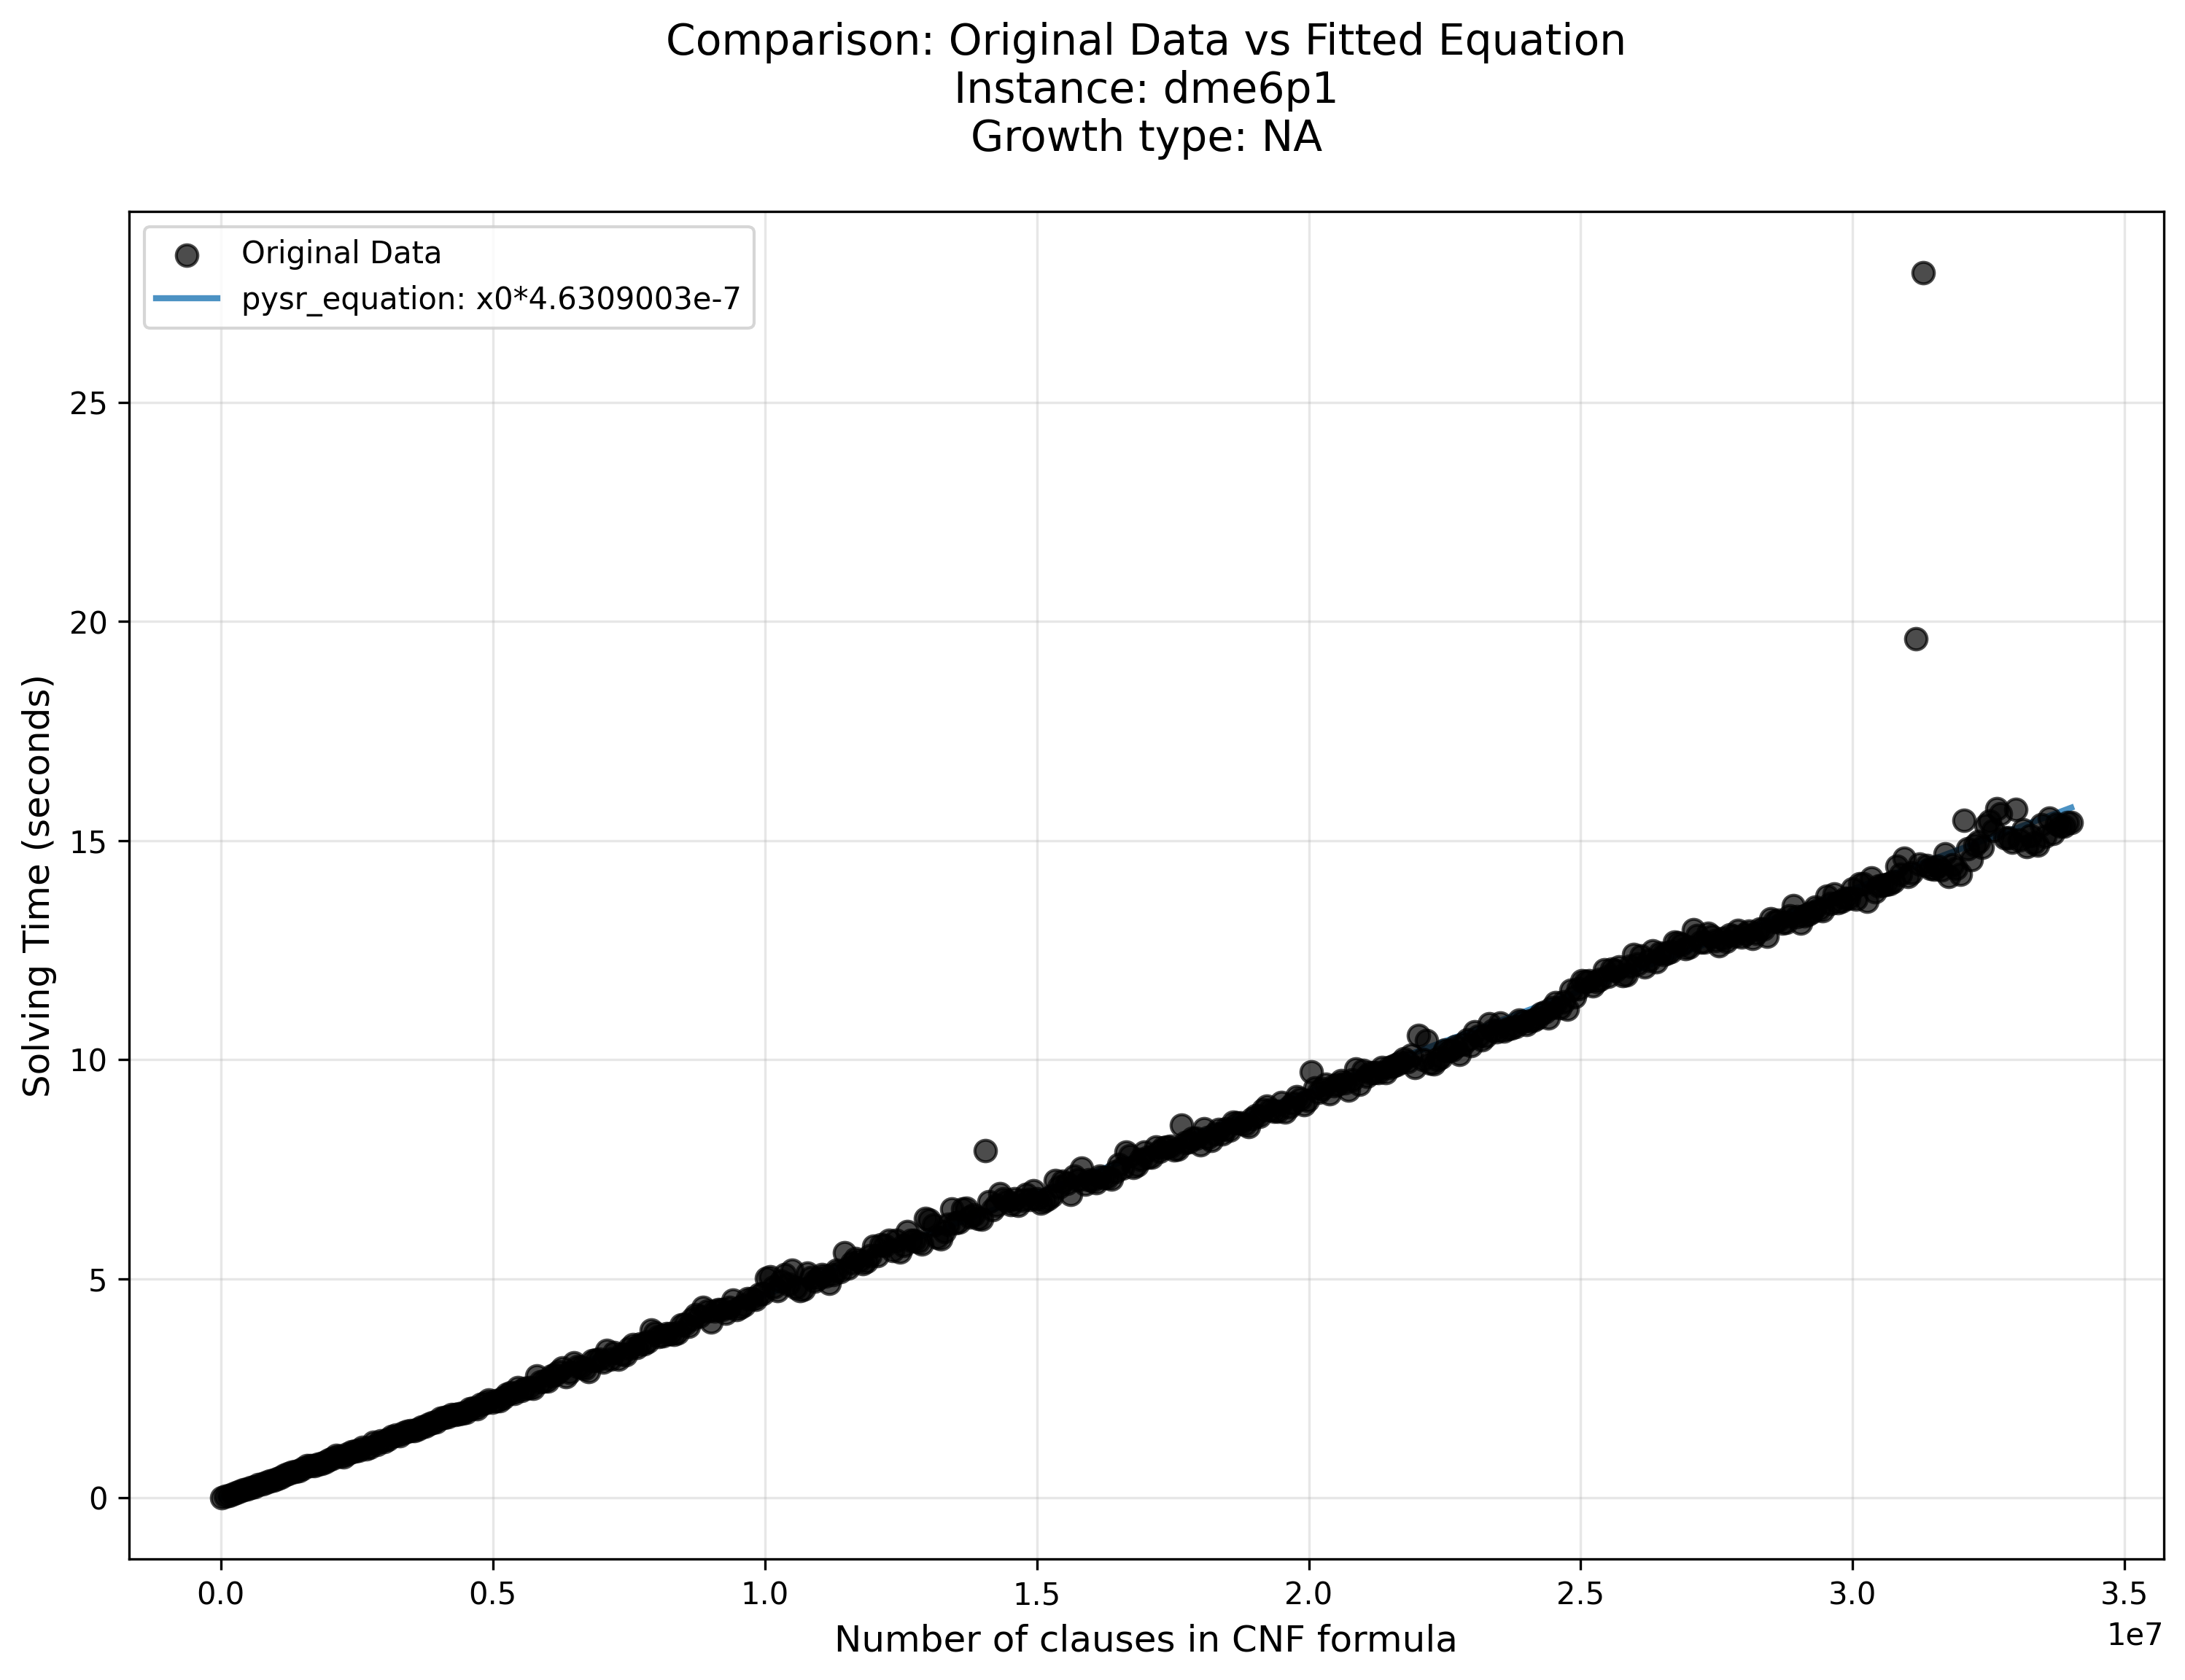 Comparison: Original Data vs Fitted Equation
Instance: dme6p1
Growth type: NA
Original Data
pysr_equation: x0*4.6309003e-7
Solving Time (seconds)
25
20
15
10
5
0
0.0 0.5 1.0 1.5 2.0 2.5 3.0 3.5
1e7
Number of clauses in CNF formula